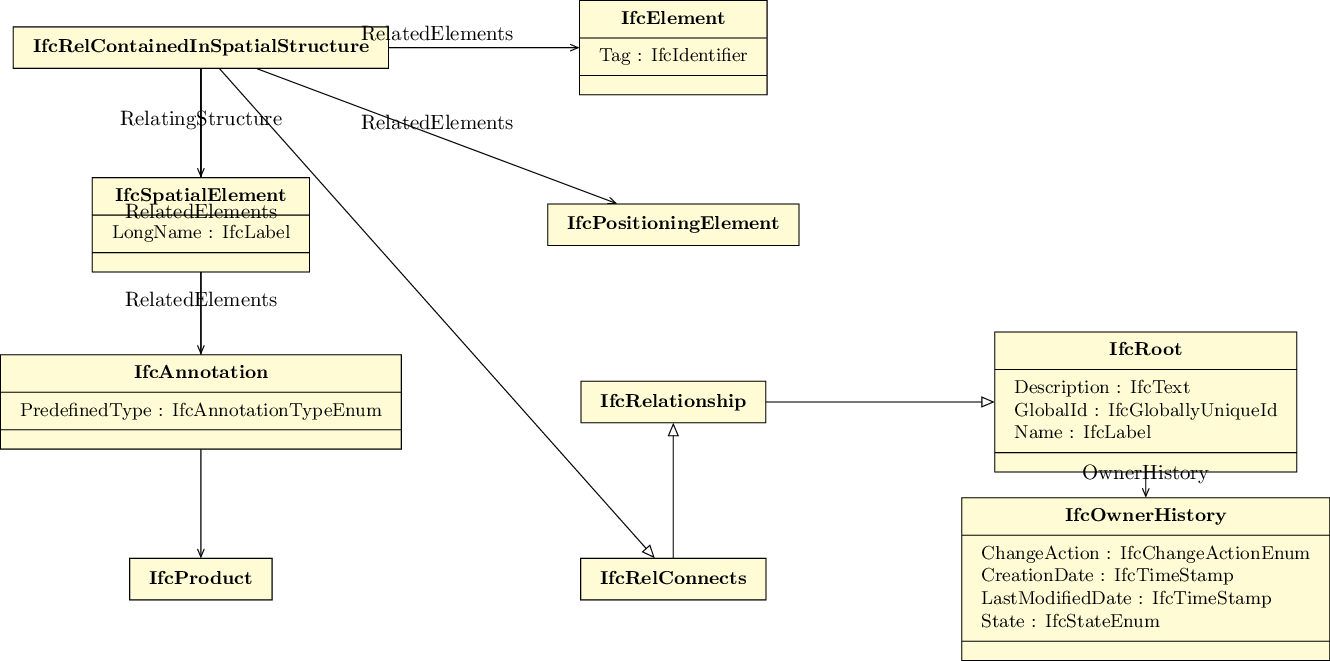 IfcRelContainedInSpatialStructure
RelatedElements
IfcElement
Tag : IfcIdentifier
RelatingStructure
RelatedElements
IfcSpatialElement
RelatedElements
LongName : IfcLabel
IfcPositioningElement
RelatedElements
IfcAnnotation
PredefinedType : IfcAnnotationTypeEnum
IfcRelationship
IfcRoot
Description : IfcText
GlobalId : IfcGloballyUniqueId
Name : IfcLabel
OwnerHistory
IfcProduct
IfcRelConnects
IfcOwnerHistory
ChangeAction : IfcChangeActionEnum
CreationDate : IfcTimeStamp
LastModifiedDate : IfcTimeStamp
State : IfcStateEnum